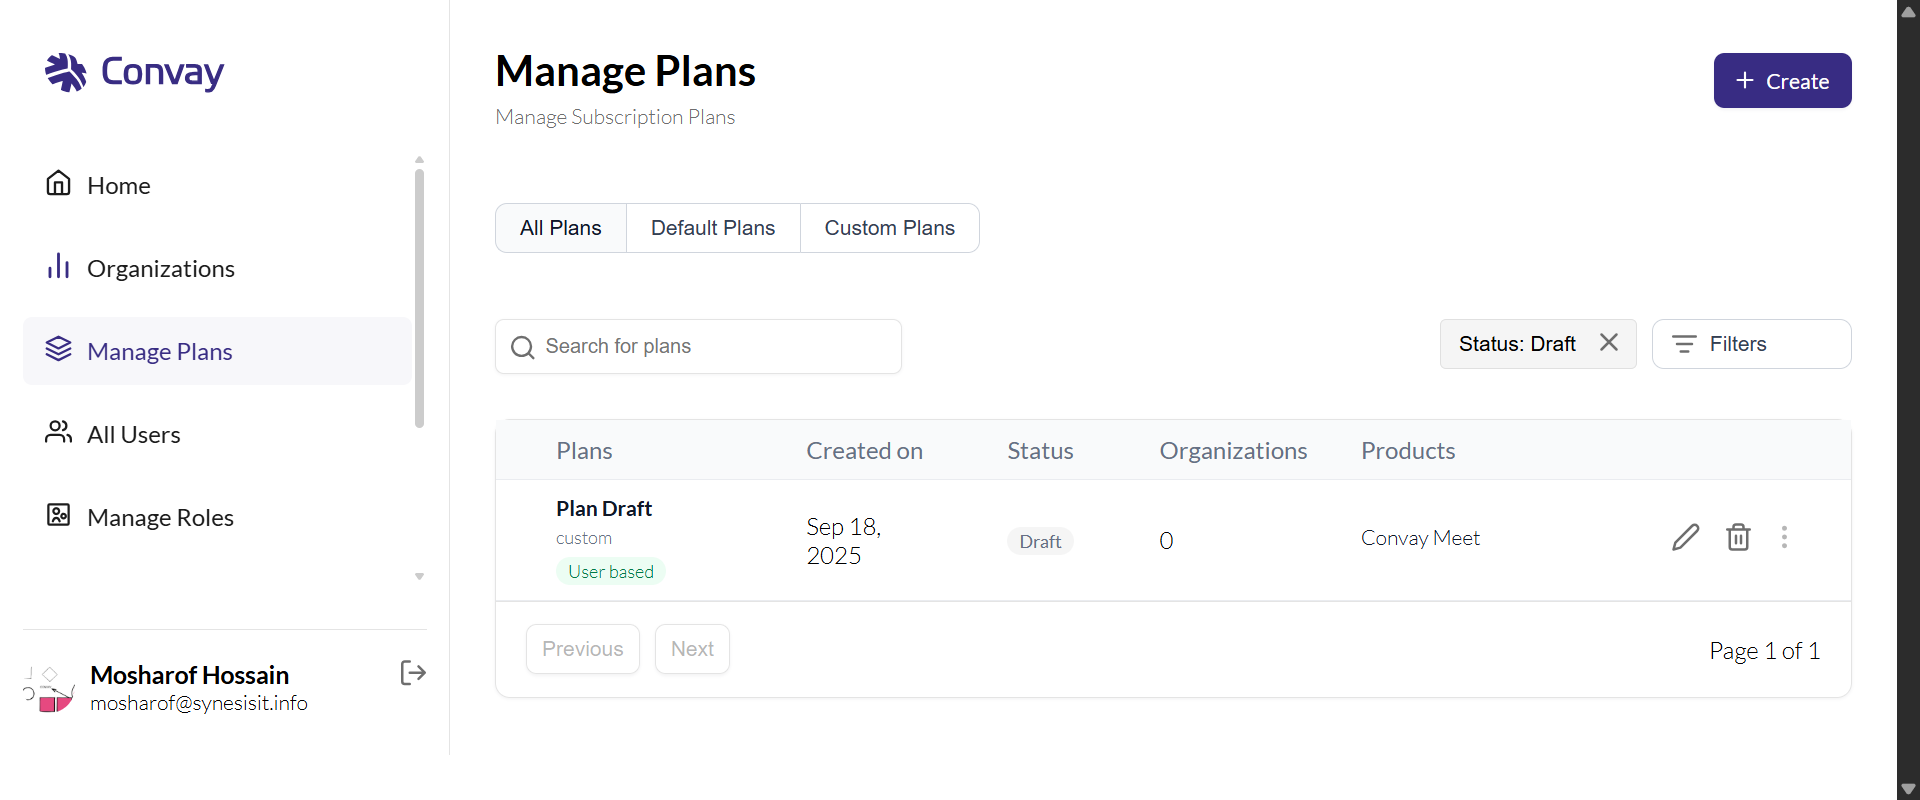 Convay
Home
Organizations
Manage Plans
All Users
Manage Roles
Mosharof Hossain
mosharof@synesisit.info
Manage Plans
Manage Subscription Plans
+ Create
All Plans
Default Plans
Custom Plans
Search for plans
Status: Draft
Filters
Plans
Created on
Status
Organizations
Products
Plan Draft
custom
User based
Sep 18,
2025
Draft
0
Convay Meet
Previous
Next
Page 1 of 1